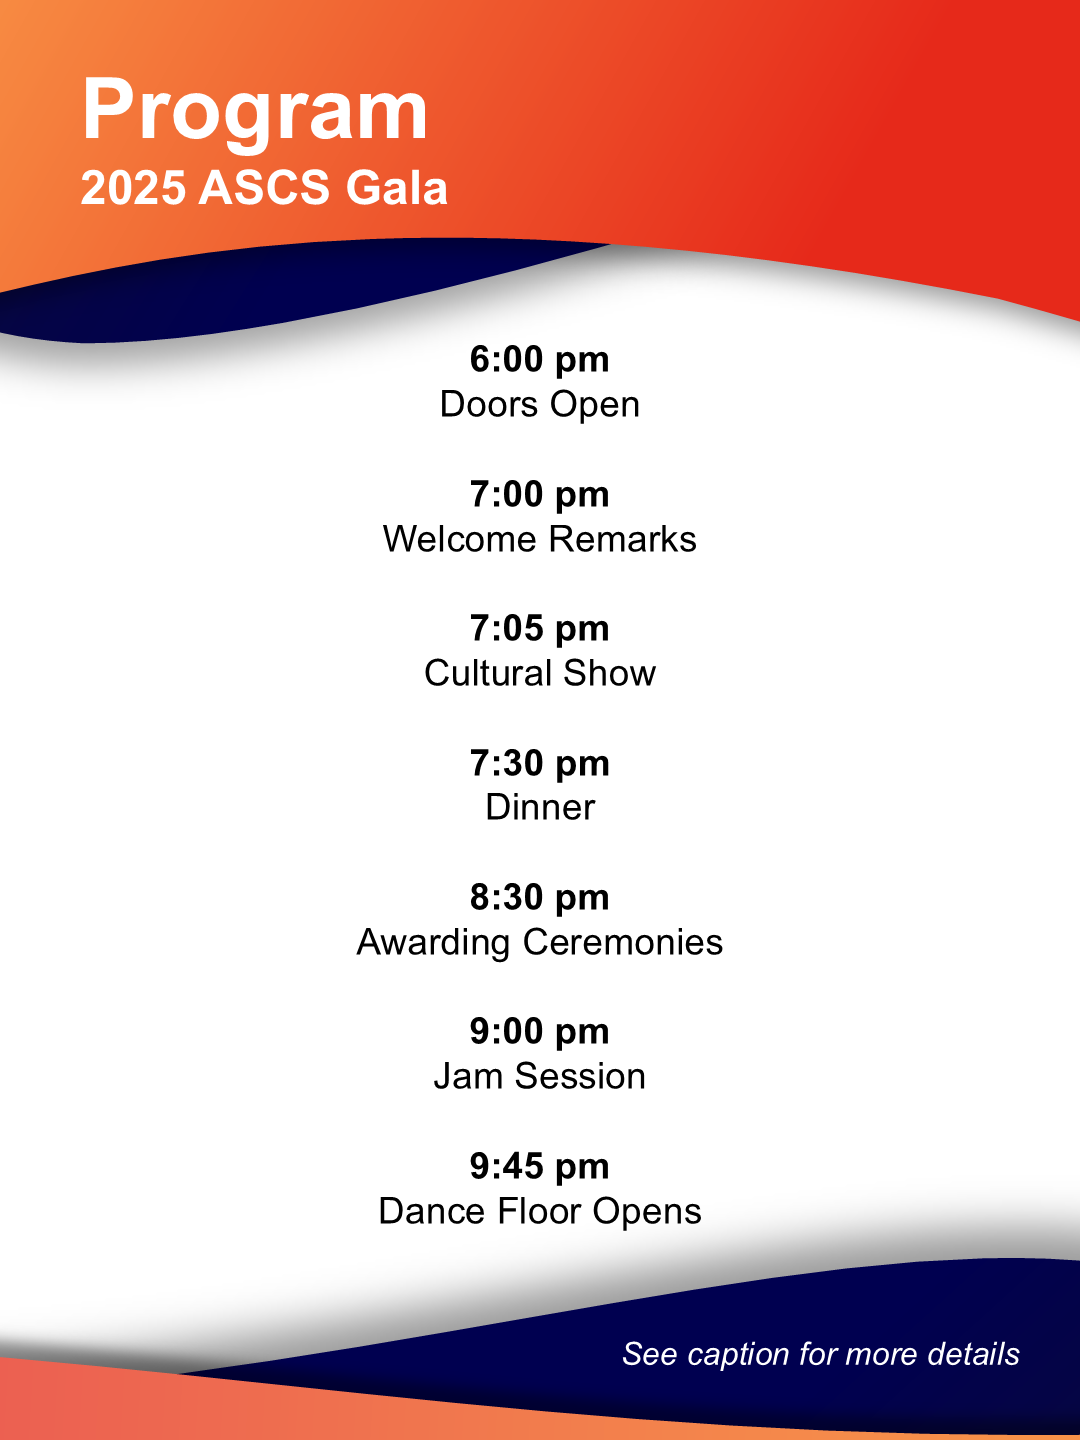 Program
2025 ASCS Gala
6:00 pm
Doors Open
7:00 pm
Welcome Remarks
7:05 pm
Cultural Show
7:30 pm
Dinner
8:30 pm
Awarding Ceremonies
9:00 pm
Jam Session
9:45 pm
Dance Floor Opens
See caption for more details